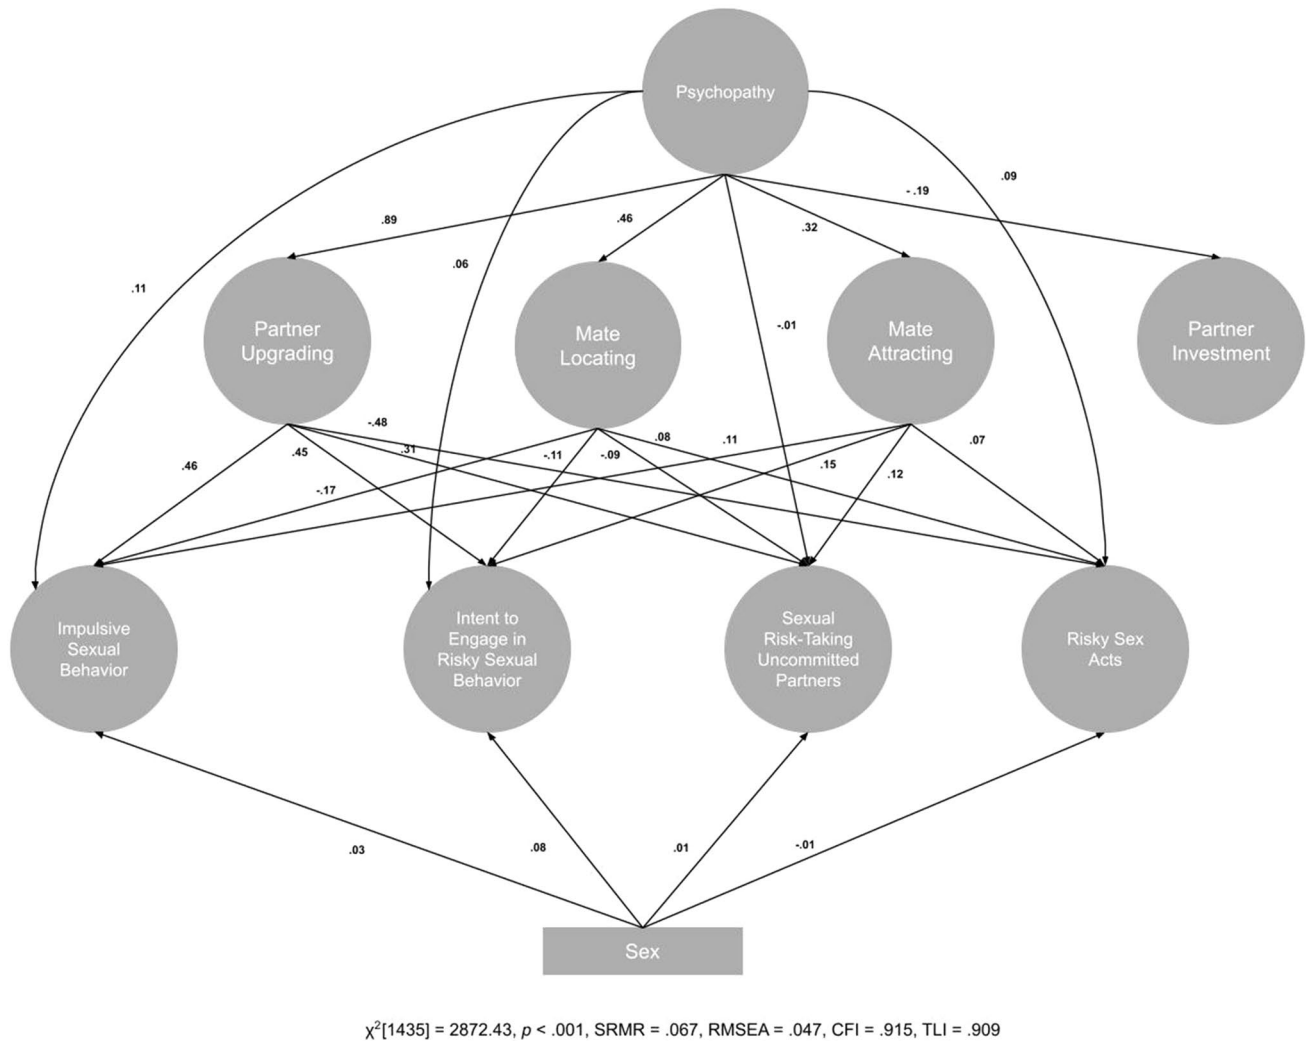 Psychopathy
.09
- .19
.89
.46
.32
.06
.11
-.01
Partner
Upgrading
Mate
Locating
Mate
Attracting
Partner
Investment
-.48
.46
.45
.31
-.11
-.09
.08
.11
.15
.12
.07
-.17
Impulsive
Sexual
Behavior
Intent to
Engage in
Risky Sexual
Behavior
Sexual
Risk-Taking
Uncommitted
Partners
Risky Sex
Acts
.03
.08
.01
-.01
Sex
χ²[1435] = 2872.43, p < .001, SRMR = .067, RMSEA = .047, CFI = .915, TLI = .909